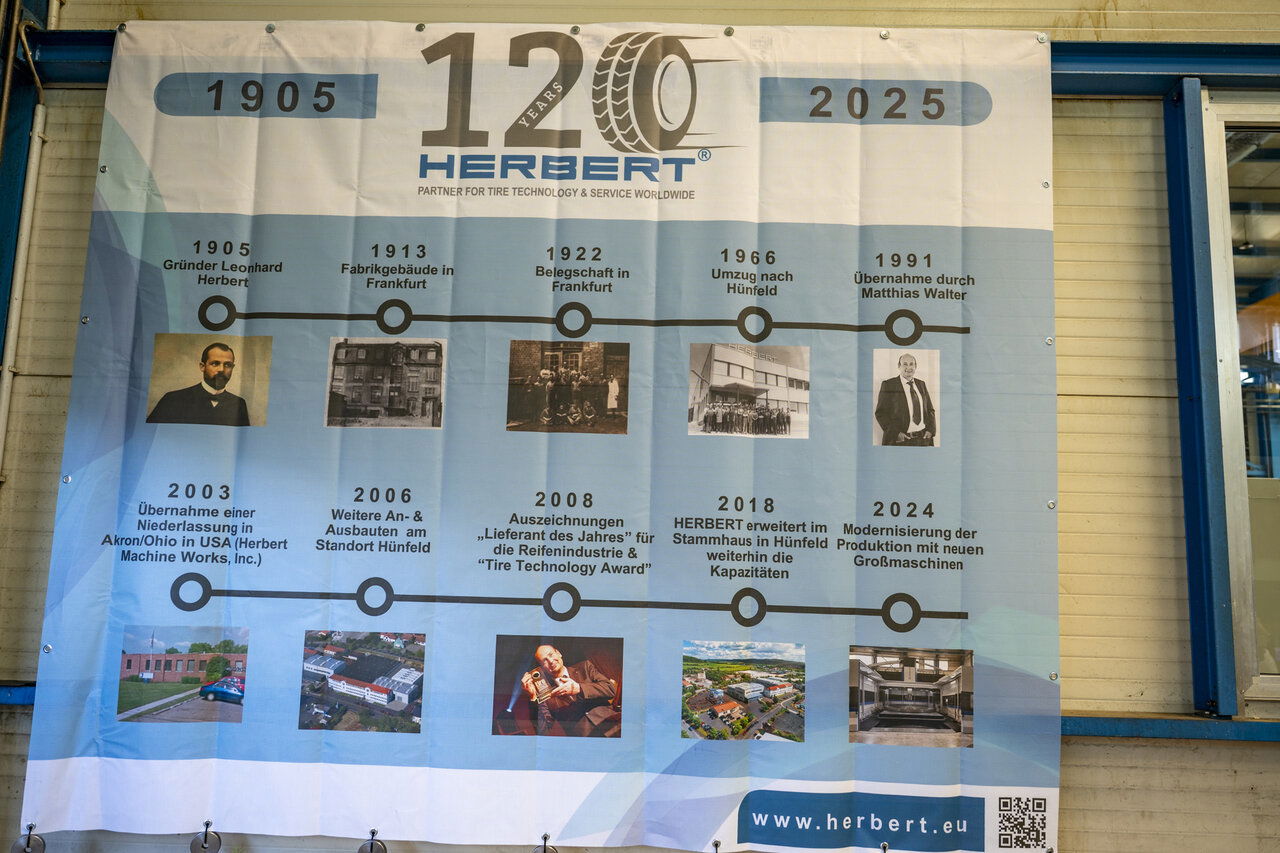 1905
120
YEARS
2025
HERBERT®
PARTNER FOR TIRE TECHNOLOGY & SERVICE WORLDWIDE
1905
Gründer Leonhard
Herbert
1913
Fabrikgebäude in
Frankfurt
1922
Belegschaft in
Frankfurt
1966
Umzug nach
Hünfeld
1991
Übernahme durch
Matthias Walter
HERBERT
2003
Übernahme einer
Niederlassung in
Akron/Ohio in USA (Herbert
Machine Works, Inc.)
2006
Weitere An- &
Ausbauten am
Standort Hünfeld
2008
Auszeichnungen
„Lieferant des Jahres” für
die Reifenindustrie &
“Tire Technology Award”
2018
HERBERT erweitert im
Stammhaus in Hünfeld
weiterhin die
Kapazitäten
2024
Modernisierung der
Produktion mit neuen
Großmaschinen
www.herbert.eu